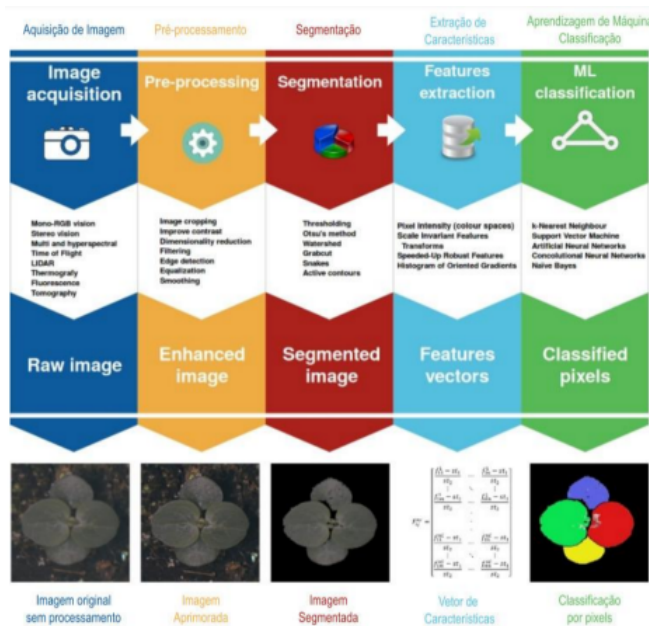 Aquisição de Imagem
Pré-processamento
Segmentação
Extração de
Características
Aprendizagem de Máquina
Classificação
Image
acquisition
Pre-processing
Segmentation
Features
extraction
ML
classification
Mono-RGB vision
Stereo vision
Multi and hyperspectral
Time of Flight
LIDAR
Thermografy
Fluorescence
Tomography
Image cropping
Improve contrast
Dimensionality reduction
Filtering
Edge detection
Equalization
Smoothing
Thresholding
Otsu's method
Watershed
Grabcut
Snakes
Active contours
Pixel intensity (colour spaces)
Scale Invariant Features
Transforms
Speeded-Up Robust Features
Histogram of Oriented Gradients
k-Nearest Neighbour
Support Vector Machine
Artificial Neural Networks
Concolutional Neural Networks
Naïve Bayes
Raw image
Enhanced
image
Segmented
image
Features
vectors
Classified
pixels
Imagem original
sem processamento
Imagem
Aprimorada
Imagem
Segmentada
Vetor de
Características
Classificação
por pixels